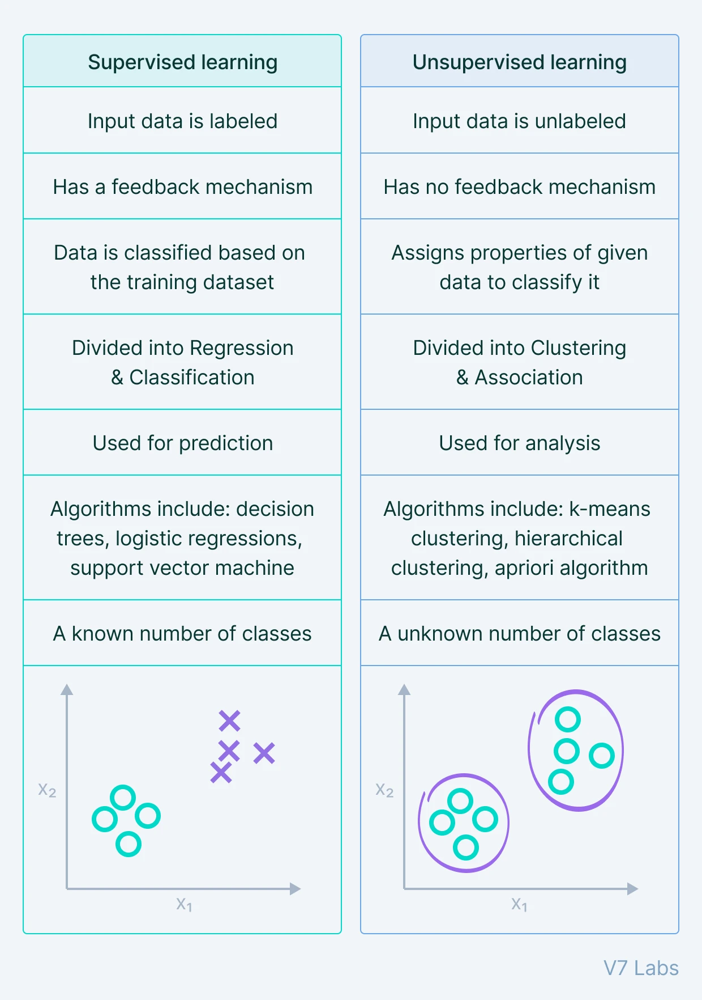 Supervised learning
Input data is labeled
Has a feedback mechanism
Data is classified based on
the training dataset
Divided into Regression
& Classification
Used for prediction
Algorithms include: decision
trees, logistic regressions,
support vector machine
A known number of classes
X₂
X₁
Unsupervised learning
Input data is unlabeled
Has no feedback mechanism
Assigns properties of given
data to classify it
Divided into Clustering
& Association
Used for analysis
Algorithms include: k-means
clustering, hierarchical
clustering, apriori algorithm
A unknown number of classes
X₂
X₁
V7 Labs